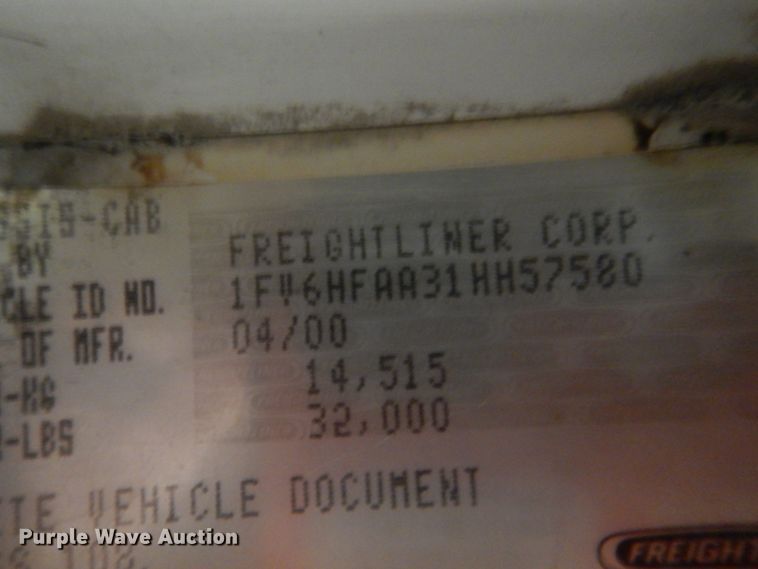 SSIS-CAB
BY FREIGHTLINER CORP.
CLE ID NO. 1FV6HFAA31HH57580
OF MFR. 04/00
-KG 14,515
-LBS 32,000
TE VEHICLE DOCUMENT
Purple Wave Auction
FREIGHT